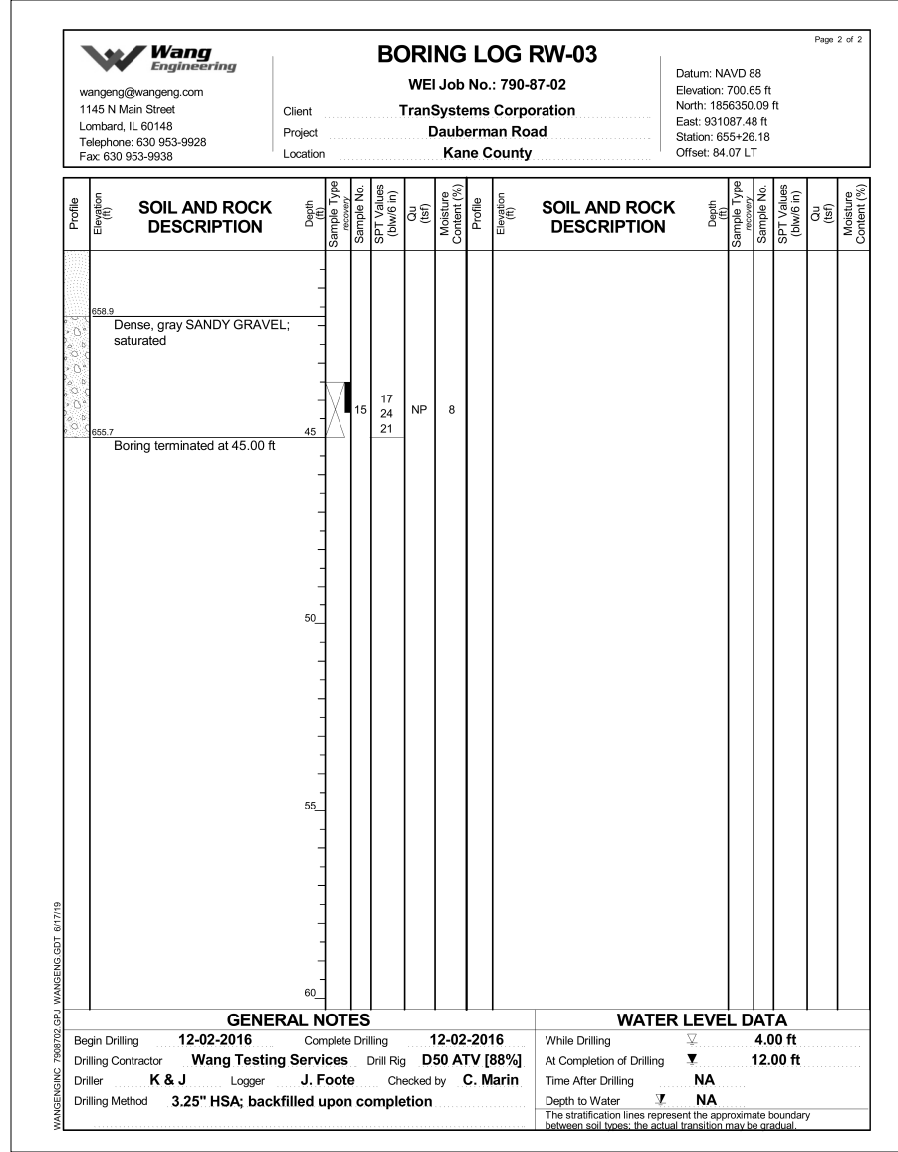 Page 2 of 2
Wang
Engineering
wangeng@wangeng.com
1145 N Main Street
Lombard, IL 60148
Telephone: 630 953-9928
Fax: 630 953-9938
BORING LOG RW-03
WEI Job No.: 790-87-02
Client TranSystems Corporation
Project Dauberman Road
Location Kane County
Datum: NAVD 88
Elevation: 700.65 ft
North: 1856350.09 ft
East: 931087.48 ft
Station: 655+26.18
Offset: 84.07 LT
Profile
Elevation
(ft)
SOIL AND ROCK
DESCRIPTION
Depth
(ft)
Sample Type
recovery
Sample No.
SPT Values
(blw/6 in)
Qu
(tsf)
Moisture
Content (%)
Profile
Elevation
(ft)
SOIL AND ROCK
DESCRIPTION
Depth
(ft)
Sample Type
recovery
Sample No.
SPT Values
(blw/6 in)
Qu
(tsf)
Moisture
Content (%)
658.9
Dense, gray SANDY GRAVEL;
saturated
17
15 24 NP 8
21
655.7 45
Boring terminated at 45.00 ft
50
55
60
GENERAL NOTES
Begin Drilling 12-02-2016 Complete Drilling 12-02-2016
Drilling Contractor Wang Testing Services Drill Rig D50 ATV [88%]
Driller K & J Logger J. Foote Checked by C. Marin
Drilling Method 3.25" HSA; backfilled upon completion
WATER LEVEL DATA
While Drilling 4.00 ft
At Completion of Drilling 12.00 ft
Time After Drilling NA
Depth to Water NA
The stratification lines represent the approximate boundary
between soil types; the actual transition may be gradual.
WANGENGINC 7908702.GPJ WANGENG.GDT 6/17/19